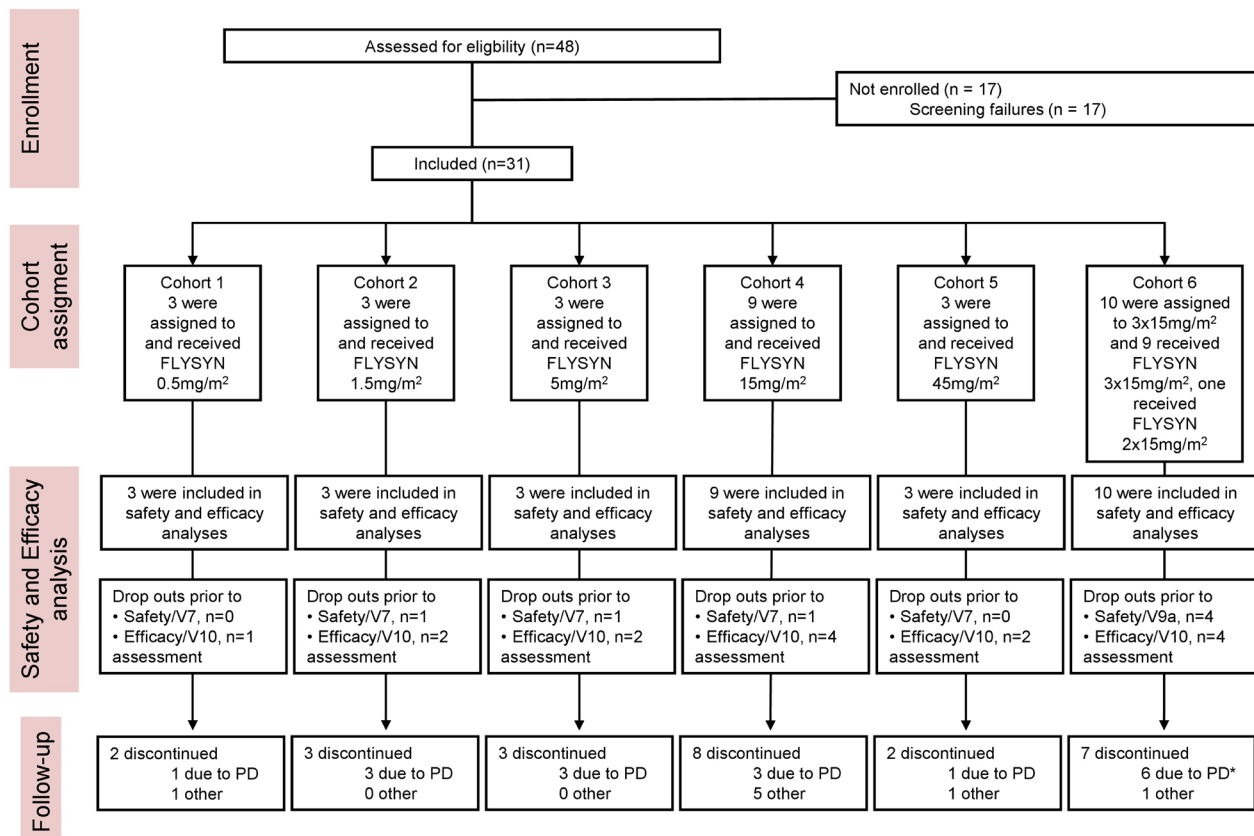 Enrollment
Assessed for eligbility (n=48)
Not enrolled (n = 17)
Screening failures (n = 17)
Included (n=31)
Cohort
assigment
Cohort 1
3 were
assigned to
and received
FLYSYN
0.5mg/m²
Cohort 2
3 were
assigned to
and received
FLYSYN
1.5mg/m²
Cohort 3
3 were
assigned to
and received
FLYSYN
5mg/m²
Cohort 4
9 were
assigned to
and received
FLYSYN
15mg/m²
Cohort 5
3 were
assigned to
and received
FLYSYN
45mg/m²
Cohort 6
10 were assigned
to 3x15mg/m²
and 9 received
FLYSYN
3x15mg/m², one
received
FLYSYN
2x15mg/m²
Safety and Efficacy
analysis
3 were included in
safety and efficacy
analyses
3 were included in
safety and efficacy
analyses
3 were included in
safety and efficacy
analyses
9 were included in
safety and efficacy
analyses
3 were included in
safety and efficacy
analyses
10 were included in
safety and efficacy
analyses
Drop outs prior to
• Safety/V7, n=0
• Efficacy/V10, n=1
assessment
Drop outs prior to
• Safety/V7, n=1
• Efficacy/V10, n=2
assessment
Drop outs prior to
• Safety/V7, n=1
• Efficacy/V10, n=2
assessment
Drop outs prior to
• Safety/V7, n=1
• Efficacy/V10, n=4
assessment
Drop outs prior to
• Safety/V7, n=0
• Efficacy/V10, n=2
assessment
Drop outs prior to
• Safety/V9a, n=4
• Efficacy/V10, n=4
assessment
Follow-up
2 discontinued
1 due to PD
1 other
3 discontinued
3 due to PD
0 other
3 discontinued
3 due to PD
0 other
8 discontinued
3 due to PD
5 other
2 discontinued
1 due to PD
1 other
7 discontinued
6 due to PD*
1 other